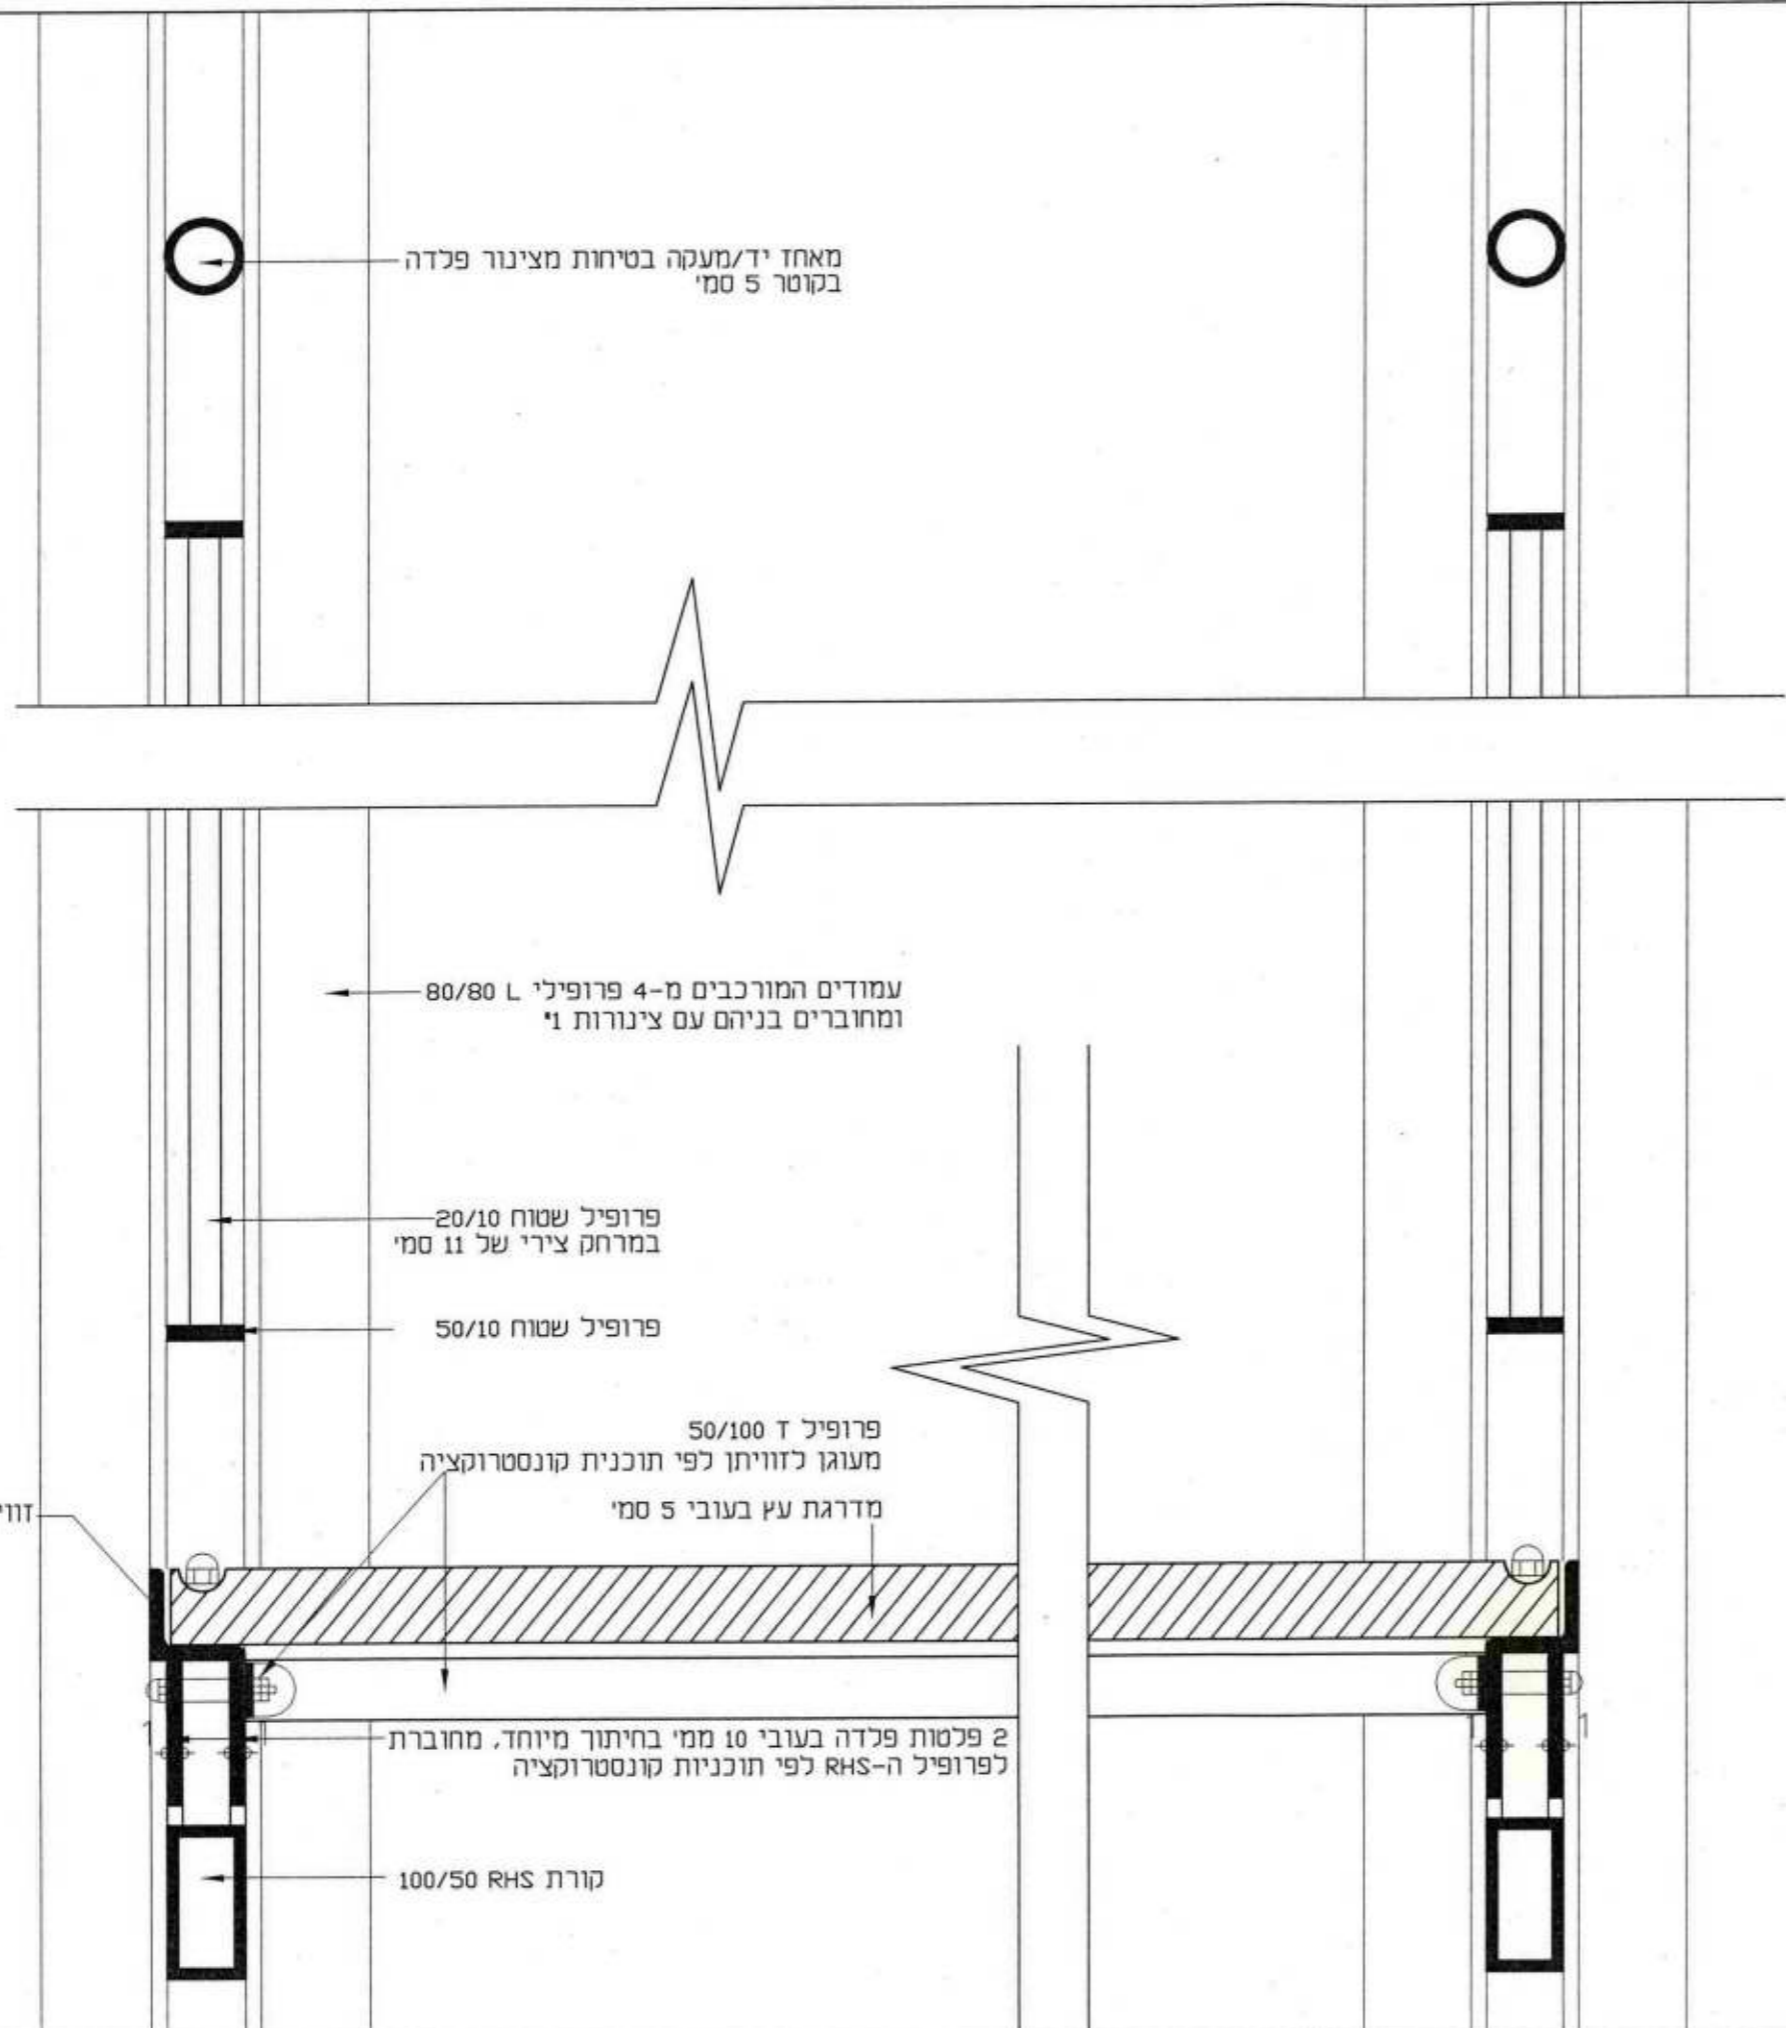 מאחז יד/מעקה בטיחות מצינור פלדה
בקוטר 5 סמ'
עמודים המורכבים מ-4 פרופילי 80/80 L
ומחוברים בניהם עם צינורות 1"
פרופיל שטוח 20/10
במרחק צירי של 11 סמ'
פרופיל שטוח 50/10
פרופיל T 50/100
מעוגן לזוויתן לפי תוכנית קונסטרוקציה
מדרגת עץ בעובי 5 סמ'
2 פלטות פלדה בעובי 10 ממ' בחיתוך מיוחד, מחוברת
לפרופיל ה-RHS לפי תוכניות קונסטרוקציה
קורת 100/50 RHS